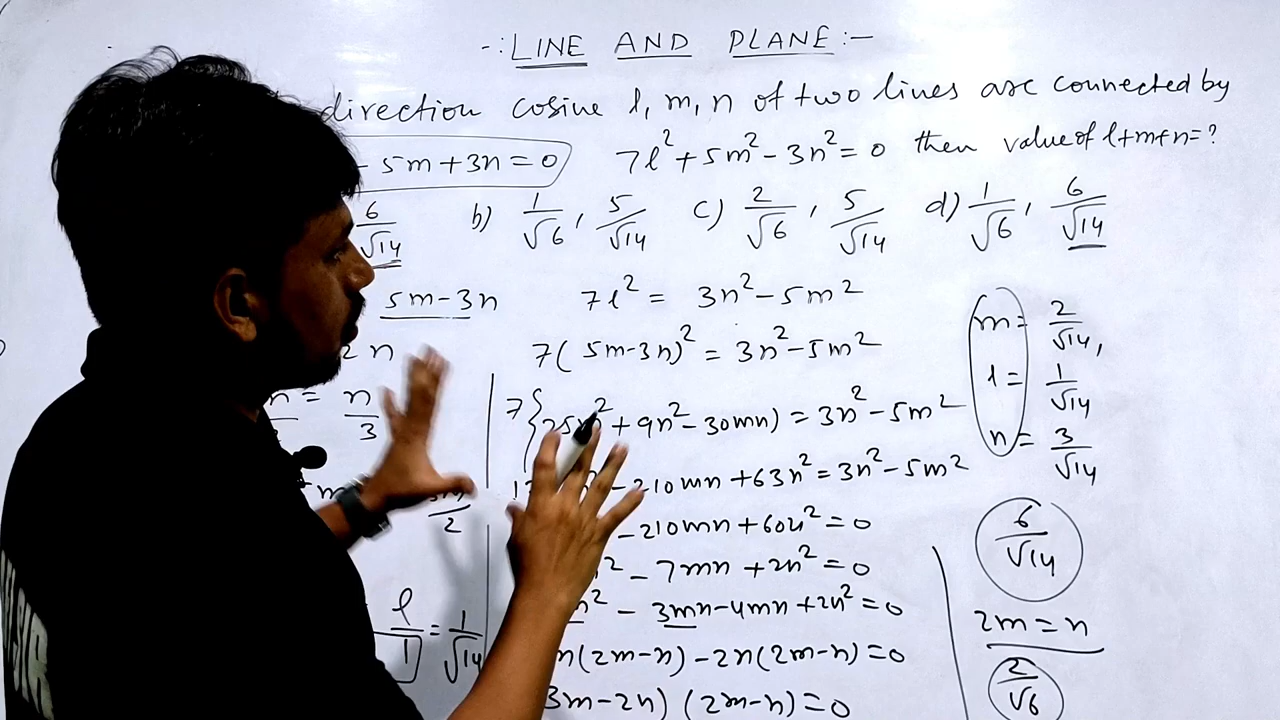 -: LINE AND PLANE :-
direction cosine l, m, n of two lines are connected by
- 5m + 3n = 0 7l² + 5m² - 3n² = 0 then value of l+m+n = ?
6/√14 b) 1/√6, 5/√14 c) 2/√6, 5/√14 d) 1/√6, 6/√14
5m - 3n 7l² = 3n² - 5m²
2n 7(5m-3n)² = 3n² - 5m²
n/3 7{25m² + 9n² - 30mn) = 3n² - 5m²
- 210mn + 63n² = 3n² - 5m²
- 210mn + 60n² = 0
² - 7mn + 2n² = 0
² - 3mn - 4mn + 2n² = 0
(2m-n) - 2n(2m-n) = 0
3m-2n) (2m-n) = 0
l/1 = 1/√14
m = 2/√14,
l = 1/√14
n = 3/√14
6/√14
2m = n
2/√6